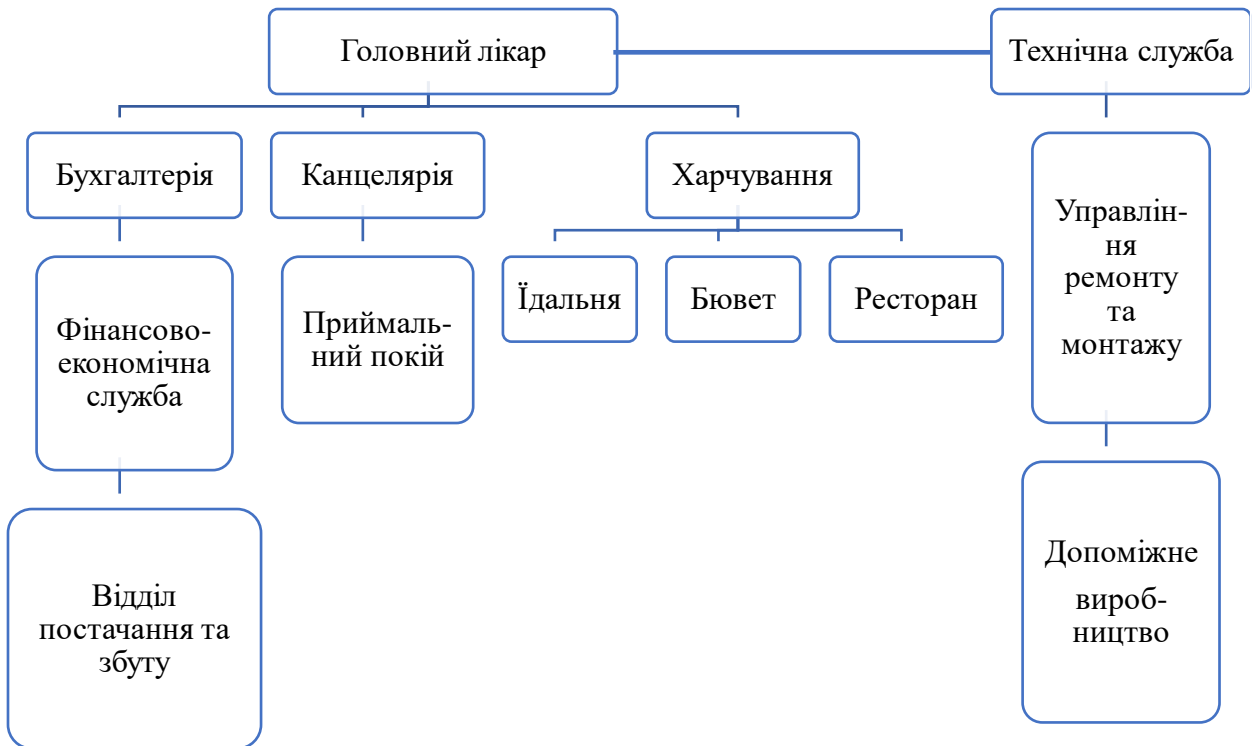 Головний лікар
Технічна служба
Бухгалтерія
Канцелярія
Харчування
Управлін-
ня
ремонту
та
монтажу
Фінансово-
економічна
служба
Приймаль-
ний покій
Їдальня
Бювет
Ресторан
Відділ
постачання та
збуту
Допоміжне
вироб-
ництво